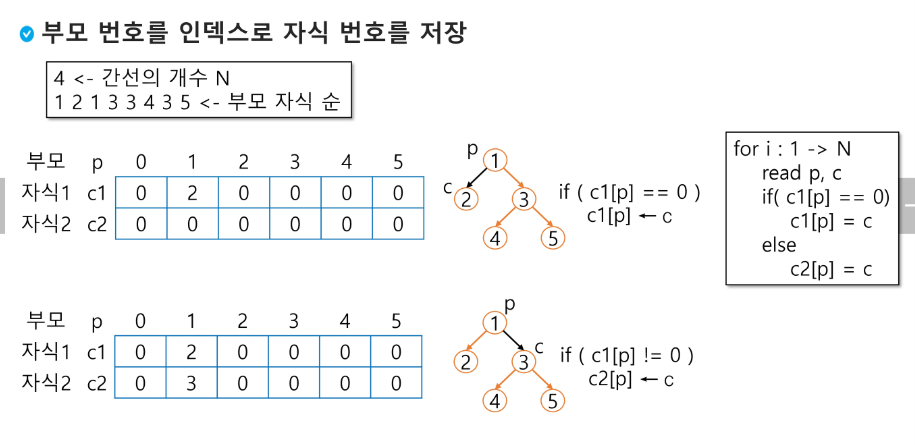 부모 번호를 인덱스로 자식 번호를 저장
4 <- 간선의 개수 N
1 2 1 3 3 4 3 5 <- 부모 자식 순
부모 p 0 1 2 3 4 5
자식1 c1 0 2 0 0 0 0
자식2 c2 0 0 0 0 0 0
p
1
c
2
3
4
5
if ( c1[p] == 0 )
c1[p] ← c
for i : 1 -> N
read p, c
if( c1[p] == 0)
c1[p] = c
else
c2[p] = c
부모 p 0 1 2 3 4 5
자식1 c1 0 2 0 0 0 0
자식2 c2 0 3 0 0 0 0
p
1
c
2
3
4
5
if ( c1[p] != 0 )
c2[p] ← c